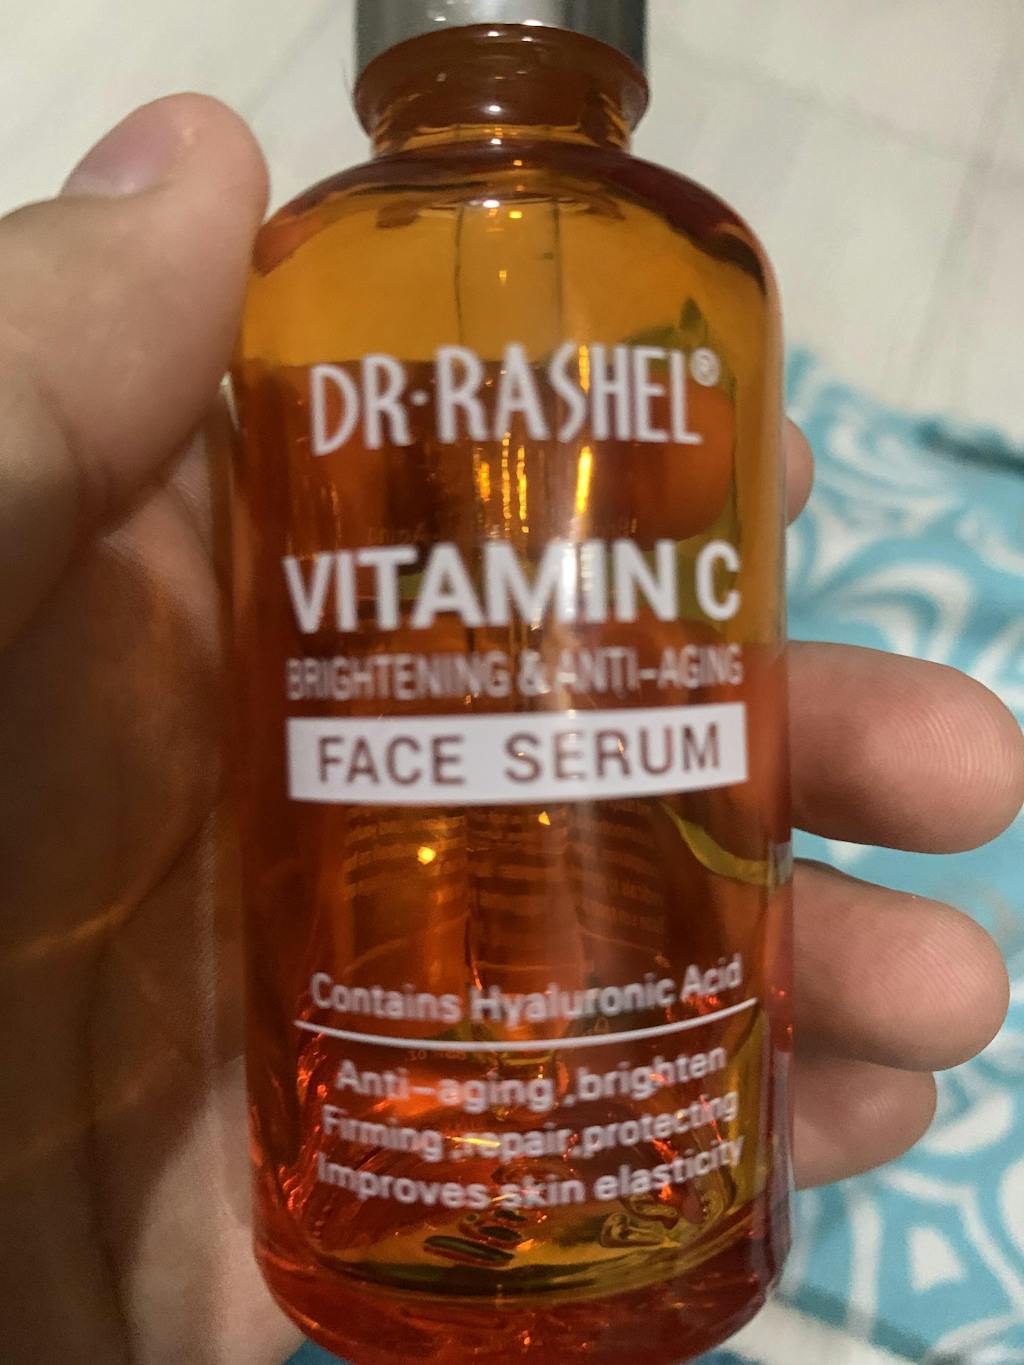 DR·RASHEL®
VITAMIN C
BRIGHTENING & ANTI-AGING
FACE SERUM
Contains Hyaluronic Acid
Anti-aging ,brighten
Firming ,repair,protecting
Improves skin elasticity